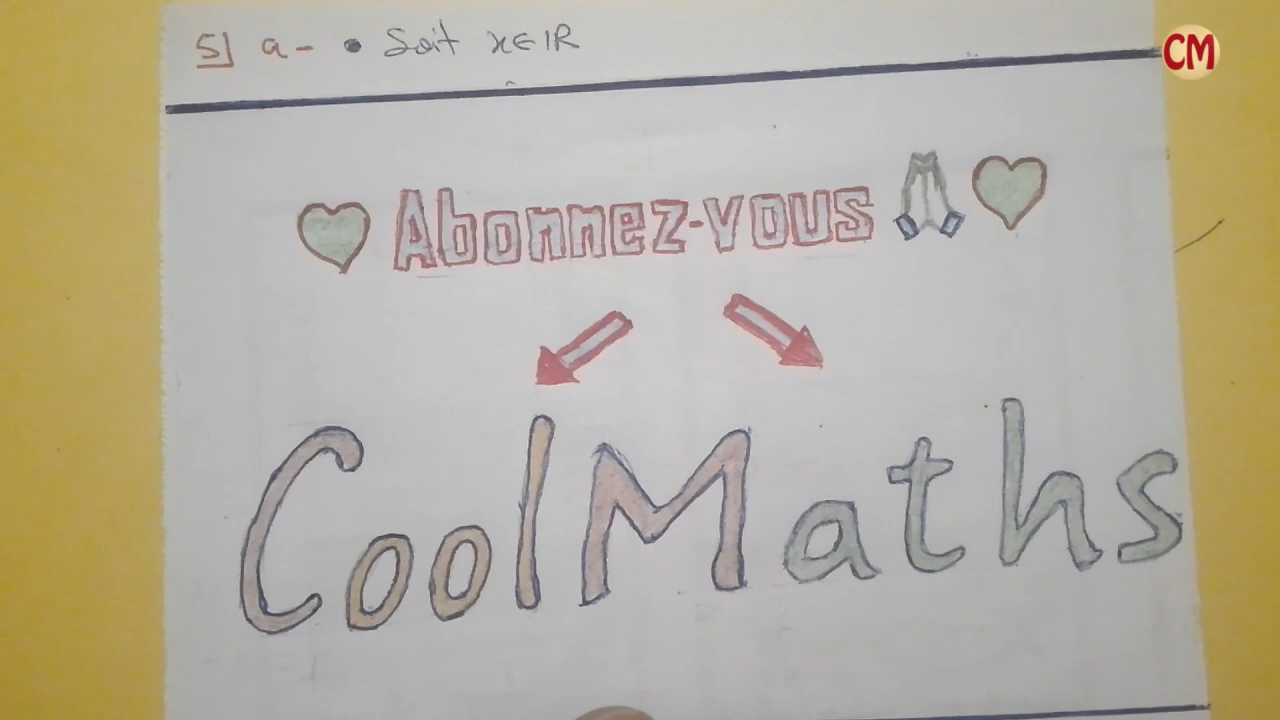 5] a- • Soit x∈IR
CM
Abonnez-vous
CoolMaths